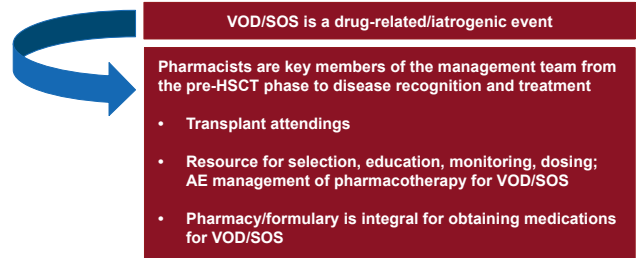 VOD/SOS is a drug-related/iatrogenic event
Pharmacists are key members of the management team from
the pre-HSCT phase to disease recognition and treatment
• Transplant attendings
• Resource for selection, education, monitoring, dosing;
AE management of pharmacotherapy for VOD/SOS
• Pharmacy/formulary is integral for obtaining medications
for VOD/SOS